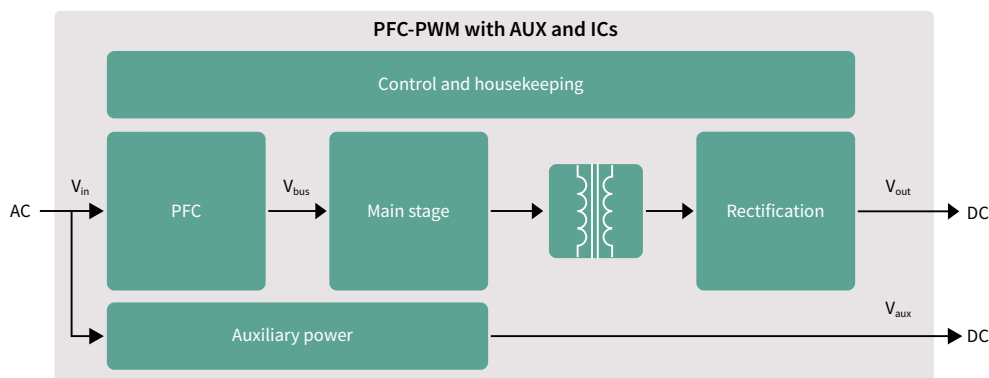 PFC-PWM with AUX and ICs
Control and housekeeping
AC
Vin
PFC
Vbus
Main stage
Rectification
Vout
DC
Auxiliary power
Vaux
DC